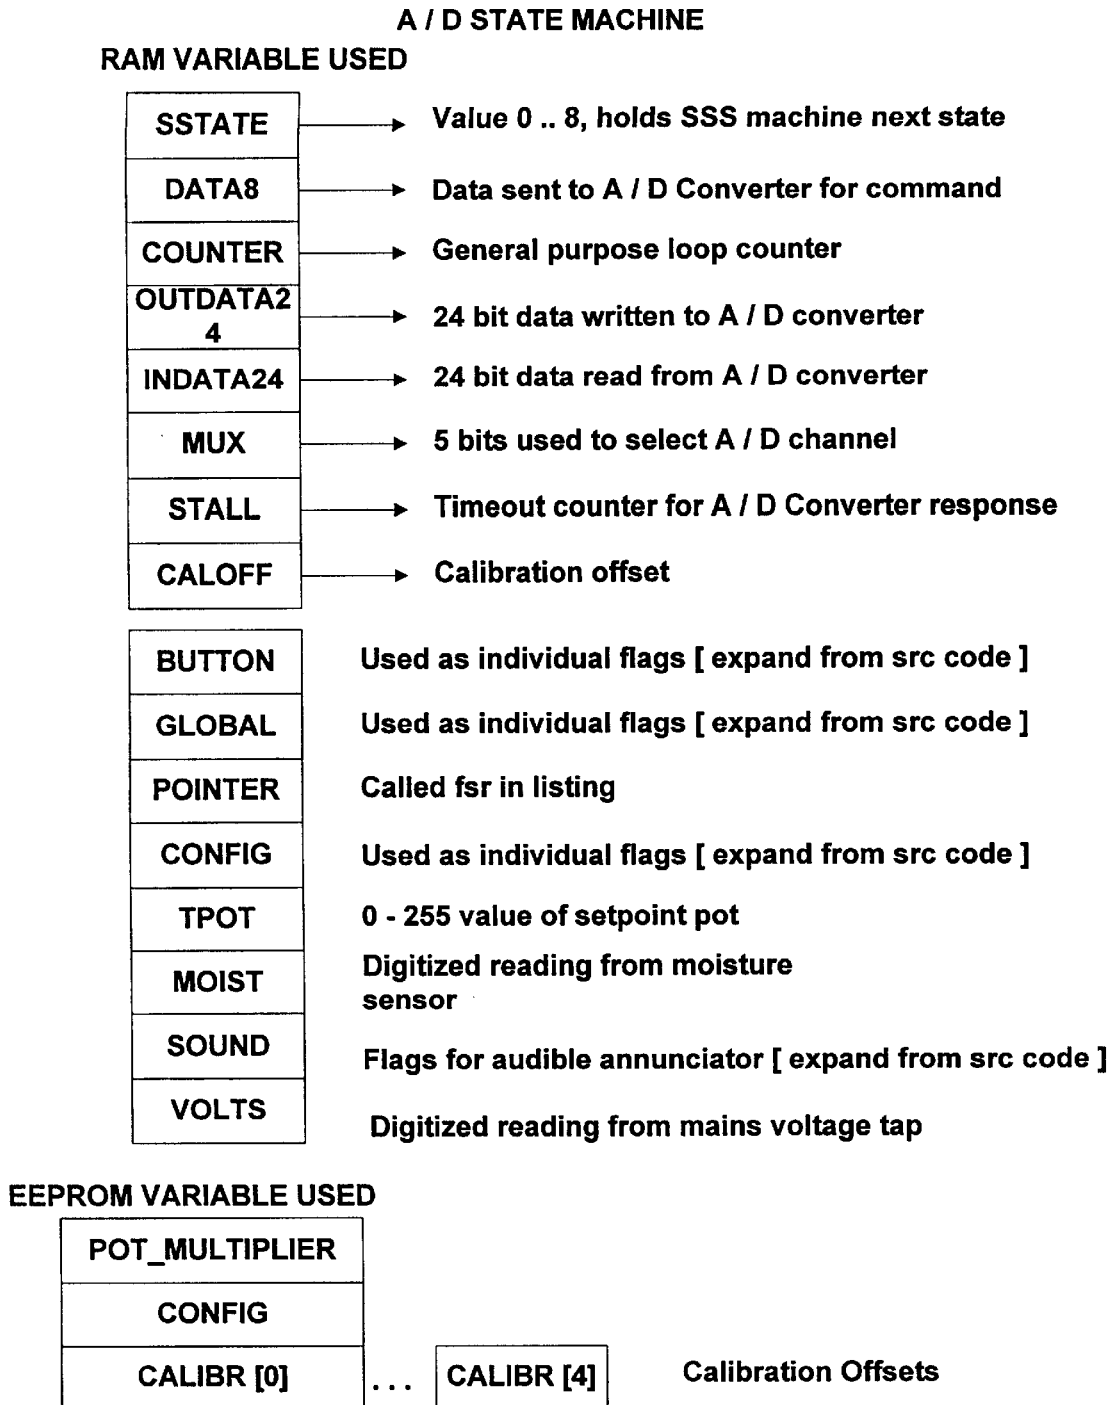 A / D STATE MACHINE
RAM VARIABLE USED
SSTATE Value 0 .. 8, holds SSS machine next state
DATA8 Data sent to A / D Converter for command
COUNTER General purpose loop counter
OUTDATA2
4 24 bit data written to A / D converter
INDATA24 24 bit data read from A / D converter
MUX 5 bits used to select A / D channel
STALL Timeout counter for A / D Converter response
CALOFF Calibration offset
BUTTON Used as individual flags [ expand from src code ]
GLOBAL Used as individual flags [ expand from src code ]
POINTER Called fsr in listing
CONFIG Used as individual flags [ expand from src code ]
TPOT 0 - 255 value of setpoint pot
MOIST Digitized reading from moisture
sensor
SOUND Flags for audible annunciator [ expand from src code ]
VOLTS Digitized reading from mains voltage tap
EEPROM VARIABLE USED
POT_MULTIPLIER
CONFIG
CALIBR [0] ... CALIBR [4] Calibration Offsets